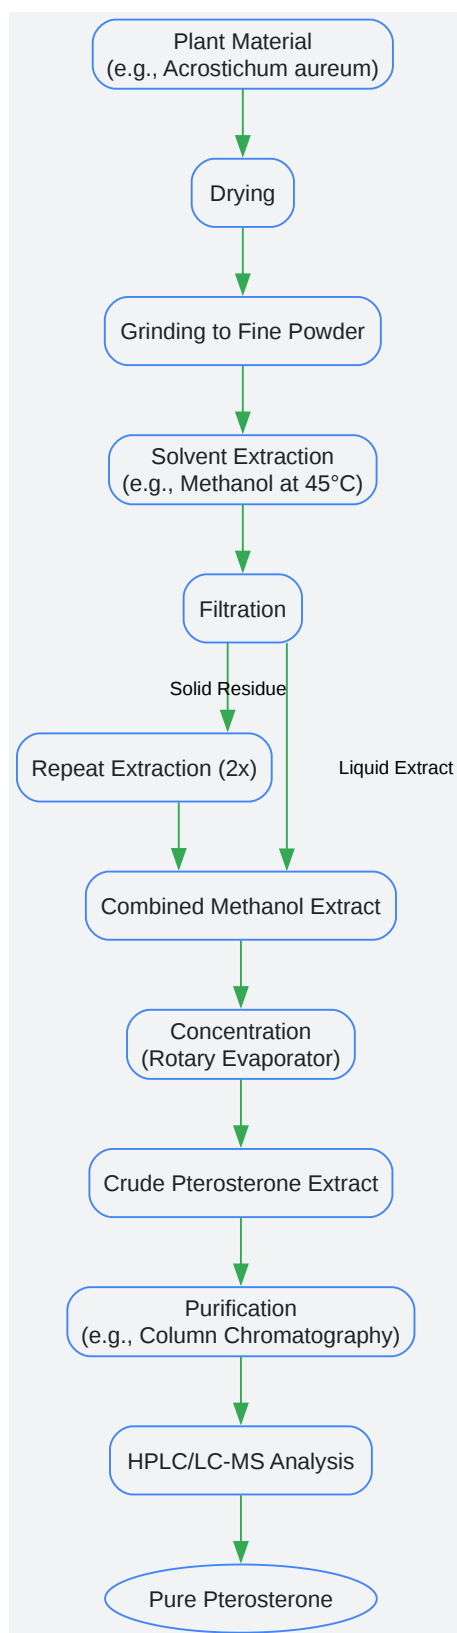 Plant Material
(e.g., Acrostichum aureum)
Drying
Grinding to Fine Powder
Solvent Extraction
(e.g., Methanol at 45°C)
Filtration
Solid Residue
Repeat Extraction (2x)
Liquid Extract
Combined Methanol Extract
Concentration
(Rotary Evaporator)
Crude Pterosterone Extract
Purification
(e.g., Column Chromatography)
HPLC/LC-MS Analysis
Pure Pterosterone